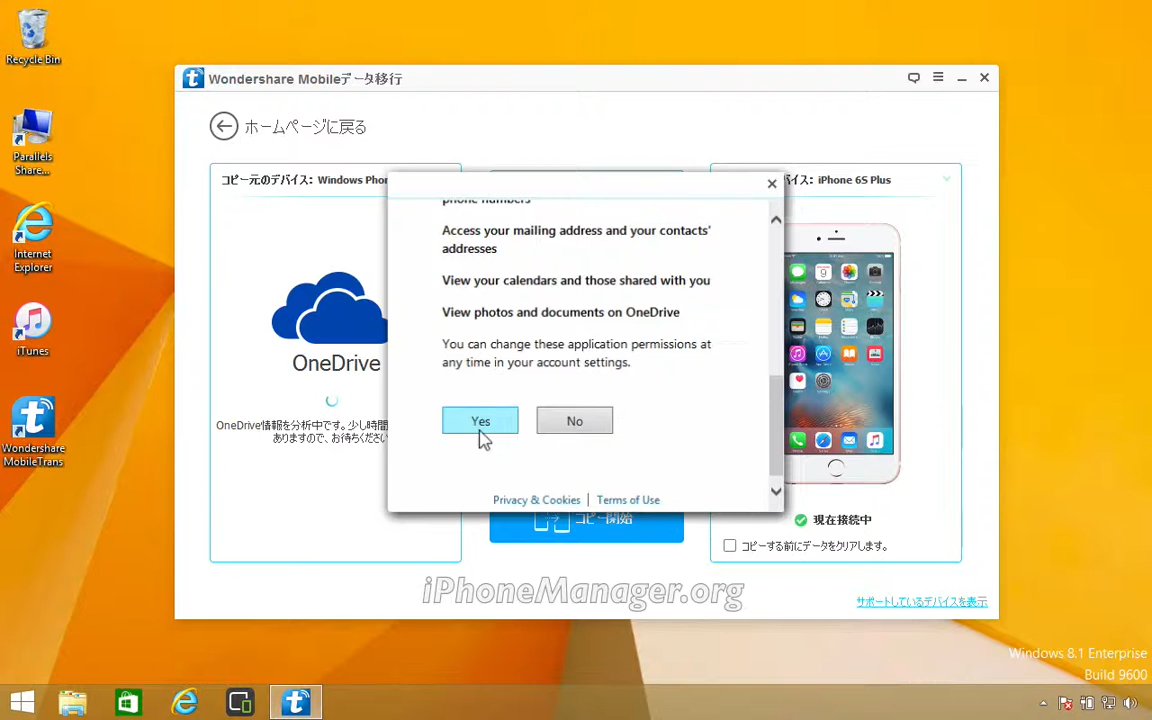 Recycle Bin
Parallels
Share...
Internet
Explorer
iTunes
Wondershare
MobileTrans
Wondershare Mobileデータ移行
ホームページに戻る
コピー元のデバイス: Windows Phon
OneDrive
OneDrive情報を分析中です。少し時間
ありますので、お待ちください
phone numbers
Access your mailing address and your contacts'
addresses
View your calendars and those shared with you
View photos and documents on OneDrive
You can change these application permissions at
any time in your account settings.
Yes
No
Privacy & Cookies | Terms of Use
コピー開始
バイス: iPhone 6S Plus
現在接続中
コピーする前にデータをクリアします。
iPhoneManager.org
サポートしているデバイスを表示
Windows 8.1 Enterprise
Build 9600